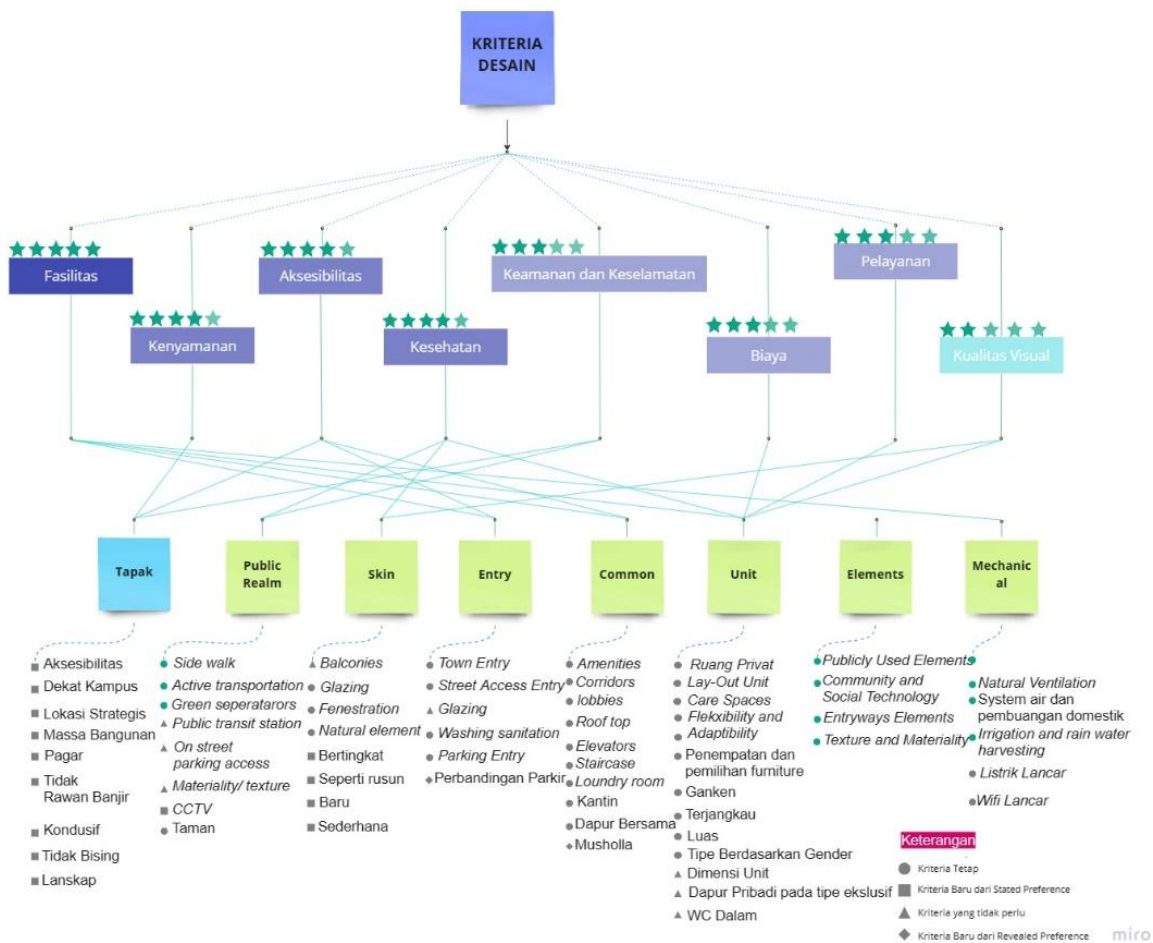 KRITERIA
DESAIN
Fasilitas
Aksesibilitas
Keamanan dan Keselamatan
Pelayanan
Kenyamanan
Kesehatan
Biaya
Kualitas Visual
Tapak
Public
Realm
Skin
Entry
Common
Unit
Elements
Mechanic
al
Aksesibilitas
Dekat Kampus
Lokasi Strategis
Massa Bangunan
Pagar
Tidak
Rawan Banjir
Kondusif
Tidak Bising
Lanskap
Side walk
Active transportation
Green seperatarors
Public transit station
On street
parking access
Materiality/ texture
CCTV
Taman
Balconies
Glazing
Fenestration
Natural element
Bertingkat
Seperti rusun
Baru
Sederhana
Town Entry
Street Access Entry
Glazing
Washing sanitation
Parking Entry
Perbandingan Parkir
Amenities
Corridors
lobbies
Roof top
Elevators
Staircase
Loundry room
Kantin
Dapur Bersama
Musholla
Ruang Privat
Lay-Out Unit
Care Spaces
Flekxibility and
Adaptibility
Penempatan dan
pemilihan furniture
Ganken
Terjangkau
Luas
Tipe Berdasarkan Gender
Dimensi Unit
Dapur Pribadi pada tipe ekslusif
WC Dalam
Publicly Used Elements
Community and
Social Technology
Entryways Elements
Texture and Materiality
Natural Ventilation
System air dan
pembuangan domestik
Irrigation and rain water
harvesting
Listrik Lancar
Wifi Lancar
Keterangan
Kriteria Tetap
Kriteria Baru dari Stated Preference
Kriteria yang tidak perlu
Kriteria Baru dari Revealed Preference
miro